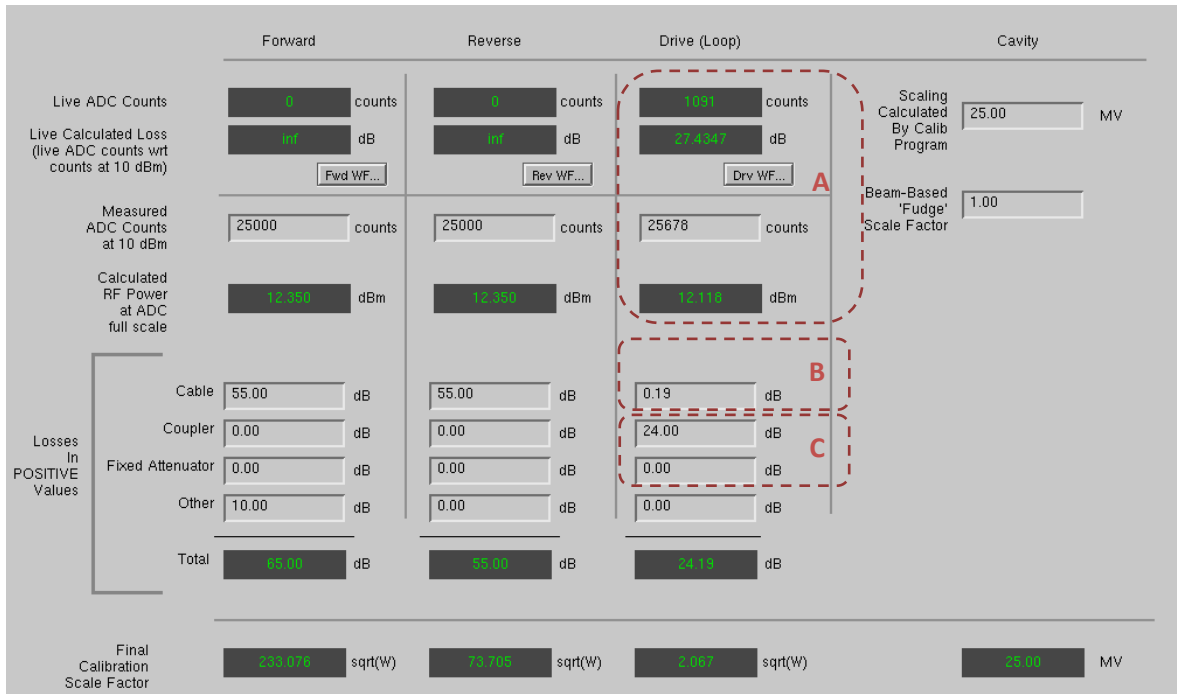 Forward Reverse Drive (Loop) Cavity
Live ADC Counts 0 counts 0 counts 1091 counts
Scaling
Calculated
By Calib
Program
25.00 MV
Live Calculated Loss
(live ADC counts wrt
counts at 10 dBm)
inf dB inf dB 27.4347 dB
Fwd WF... Rev WF... Drv WF... A
Measured
ADC Counts
at 10 dBm
25000 counts 25000 counts 25678 counts
Beam-Based
'Fudge'
Scale Factor
1.00
Calculated
RF Power
at ADC
full scale
12.350 dBm 12.350 dBm 12.118 dBm
B
Losses
In
POSITIVE
Values
Cable 55.00 dB 55.00 dB 0.19 dB
Coupler 0.00 dB 0.00 dB 24.00 dB
C
Fixed Attenuator 0.00 dB 0.00 dB 0.00 dB
Other 10.00 dB 0.00 dB 0.00 dB
Total 65.00 dB 55.00 dB 24.19 dB
Final
Calibration
Scale Factor
233.076 sqrt(W) 73.705 sqrt(W) 2.067 sqrt(W) 25.00 MV